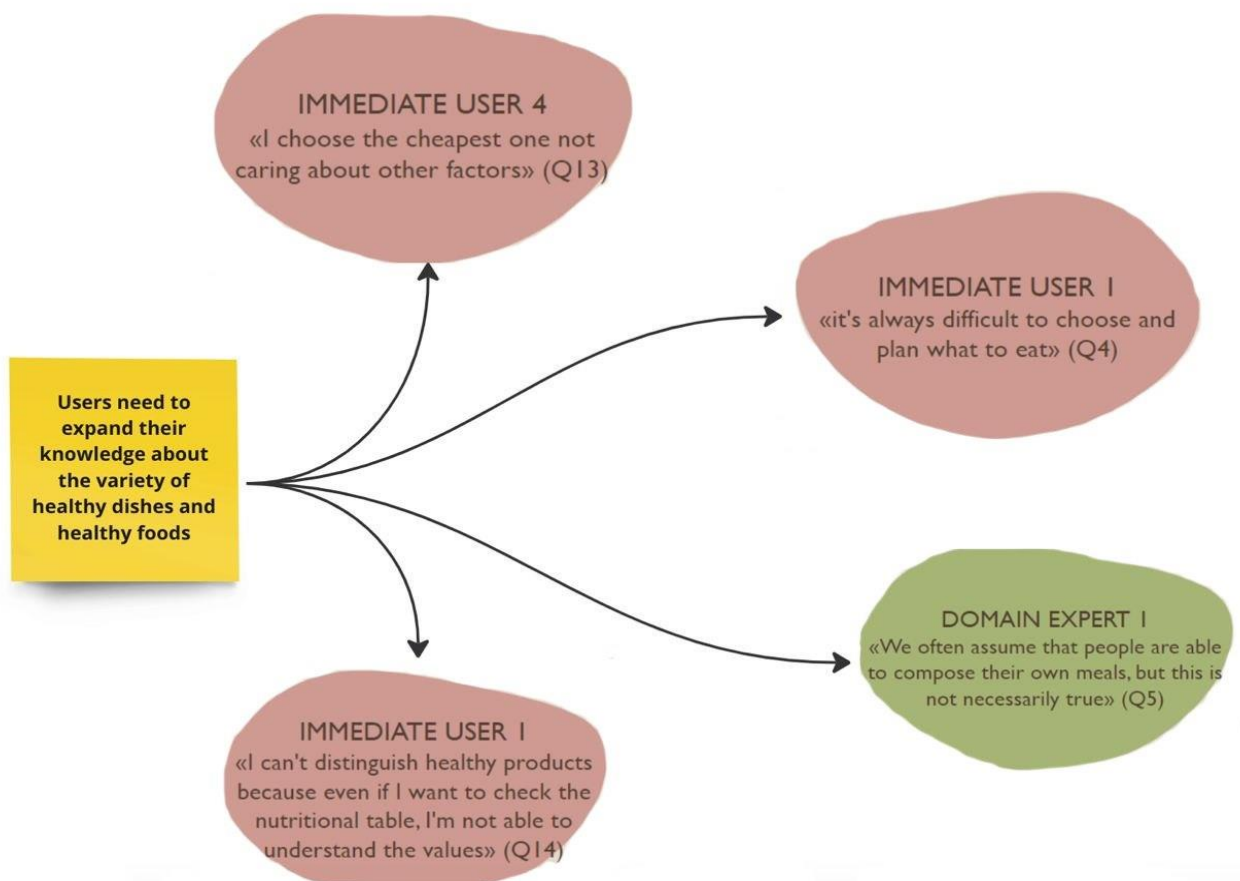 IMMEDIATE USER 4
«I choose the cheapest one not
caring about other factors» (Q13)
IMMEDIATE USER 1
«it's always difficult to choose and
plan what to eat» (Q4)
Users need to
expand their
knowledge about
the variety of
healthy dishes and
healthy foods
DOMAIN EXPERT 1
«We often assume that people are able
to compose their own meals, but this is
not necessarily true» (Q5)
IMMEDIATE USER 1
«I can't distinguish healthy products
because even if I want to check the
nutritional table, I'm not able to
understand the values» (Q14)